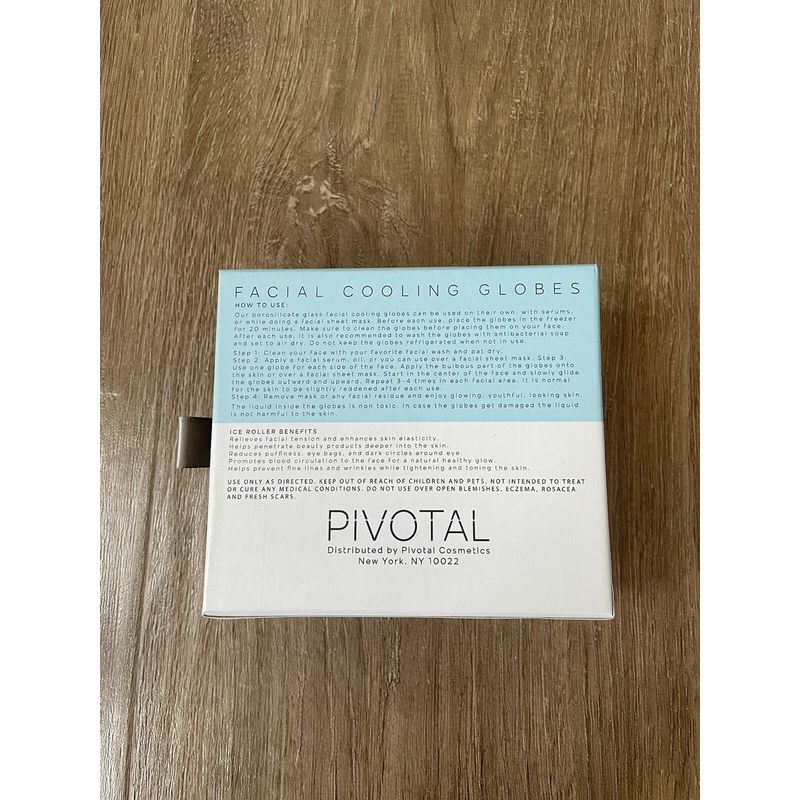 FACIAL COOLING GLOBES
HOW TO USE:
Our borosilicate glass facial cooling globes can be used on their own, with serums,
or while doing a facial sheet mask. Before each use, place the globes in the freezer
for 20 minutes. Make sure to clean the globes before placing them on your face.
After each use, it is also recommended to wash the globes with antibacterial soap
and set to air dry. Do not keep the globes refrigerated when not in use.
Step 1: Clean your face with your favorite facial wash and pat dry.
Step 2: Apply a facial serum, oil, or you can use over a facial sheet mask. Step 3:
Use one globe for each side of the face. Apply the bulbous part of the globes onto
the skin or over a facial sheet mask. Start in the center of the face and slowly glide
the globes outward and upward. Repeat 3-4 times in each facial area. It is normal
for the skin to be slightly reddened after each use.
Step 4: Remove mask or any facial residue and enjoy glowing, youthful, looking skin.
The liquid inside the globes is non toxic. In case the globes get damaged the liquid
is not harmful to the skin.
ICE ROLLER BENEFITS
Relieves facial tension and enhances skin elasticity.
Helps penetrate beauty products deeper into the skin.
Reduces puffiness, eye bags, and dark circles around eye.
Promotes blood circulation to the face for a natural healthy glow.
Helps prevent fine lines and wrinkles while tightening and toning the skin.
USE ONLY AS DIRECTED. KEEP OUT OF REACH OF CHILDREN AND PETS. NOT INTENDED TO TREAT
OR CURE ANY MEDICAL CONDITIONS. DO NOT USE OVER OPEN BLEMISHES, ECZEMA, ROSACEA
AND FRESH SCARS.
PIVOTAL
Distributed by Pivotal Cosmetics
New York, NY 10022